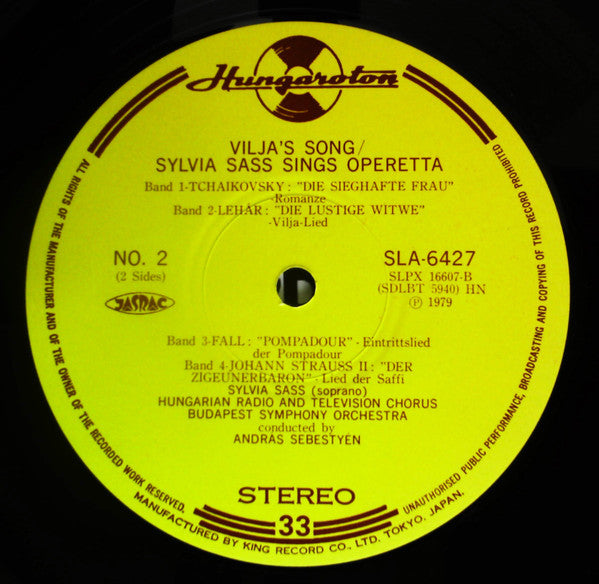 Hungaroton
VILJA'S SONG/
SYLVIA SASS SINGS OPERETTA
Band 1-TCHAIKOVSKY: "DIE SIEGHAFTE FRAU"
-Romanze
Band 2-LEHÁR: "DIE LUSTIGE WITWE"
-Vilja-Lied
NO. 2
(2 Sides)
JASRAC
SLA-6427
SLPX 16607-B
(SDLBT 5940) HN
Ⓟ 1979
Band 3-FALL: "POMPADOUR"-Eintrittslied
der Pompadour
Band 4-JOHANN STRAUSS II: "DER
ZIGEUNERBARON"-Lied der Saffi
SYLVIA SASS (soprano)
HUNGARIAN RADIO AND TELEVISION CHORUS
BUDAPEST SYMPHONY ORCHESTRA
conducted by
ANDRÁS SEBESTYÉN
STEREO
33
ALL RIGHTS OF THE MANUFACTURER AND OF THE OWNER OF THE RECORDED WORK RESERVED.
UNAUTHORISED PUBLIC PERFORMANCE, BROADCASTING AND COPYING OF THIS RECORD PROHIBITED
MANUFACTURED BY KING RECORD CO., LTD. TOKYO. JAPAN.